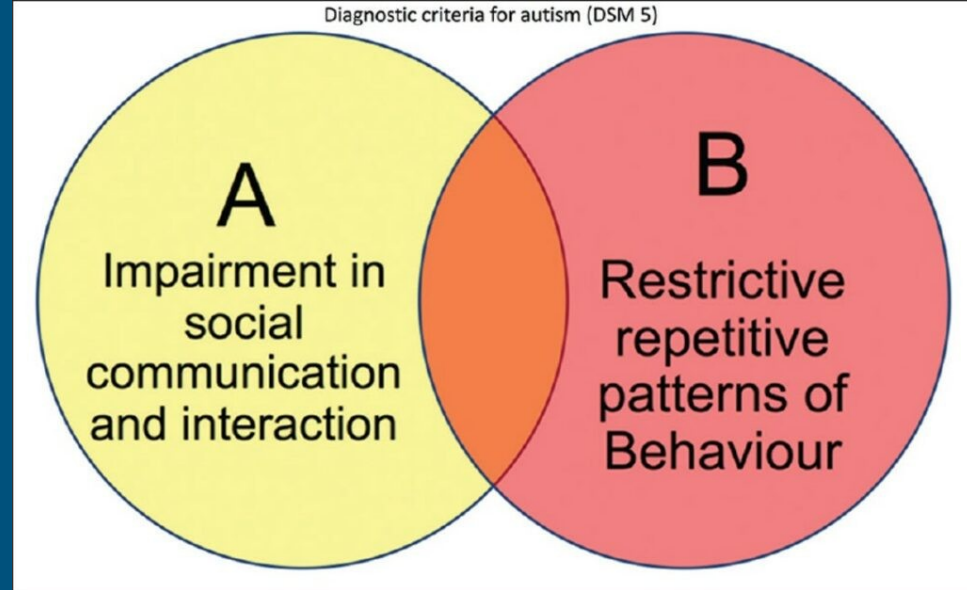 Diagnostic criteria for autism (DSM 5)
A
Impairment in
social
communication
and interaction
B
Restrictive
repetitive
patterns of
Behaviour